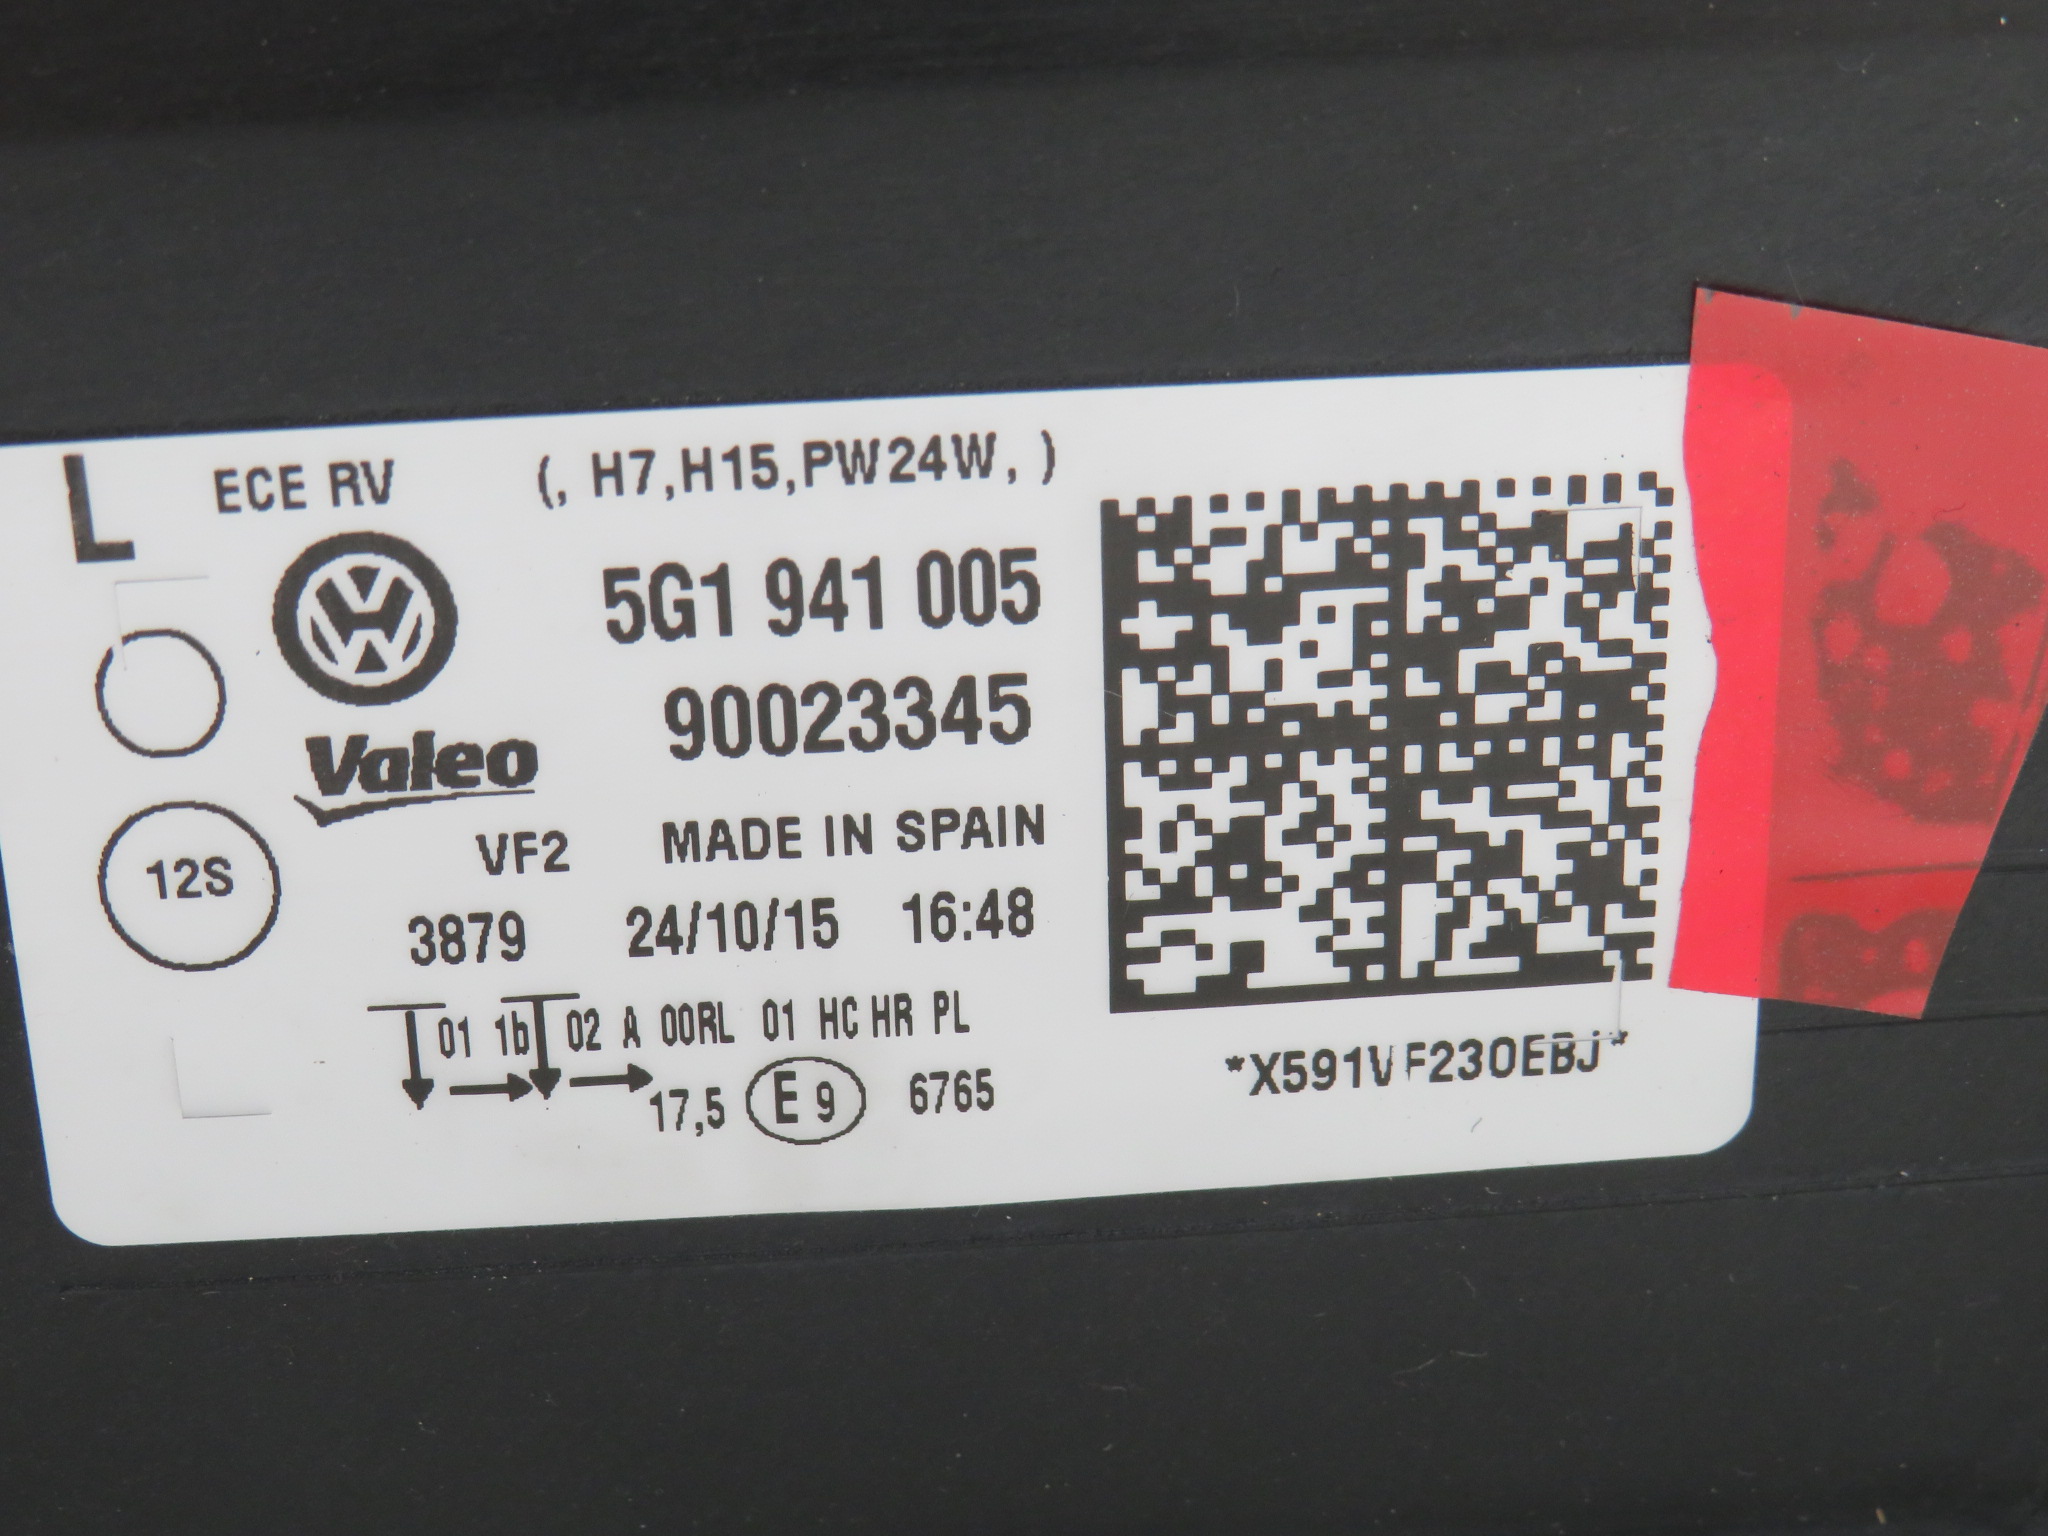 L ECE RV (, H7,H15,PW24W, )
5G1 941 005
90023345
Valeo
VF2 MADE IN SPAIN
12S
3879 24/10/15 16:48
01 1b 02 A 00RL 01 HC HR PL
17,5 E 9 6765
*X591VF230EBJ*